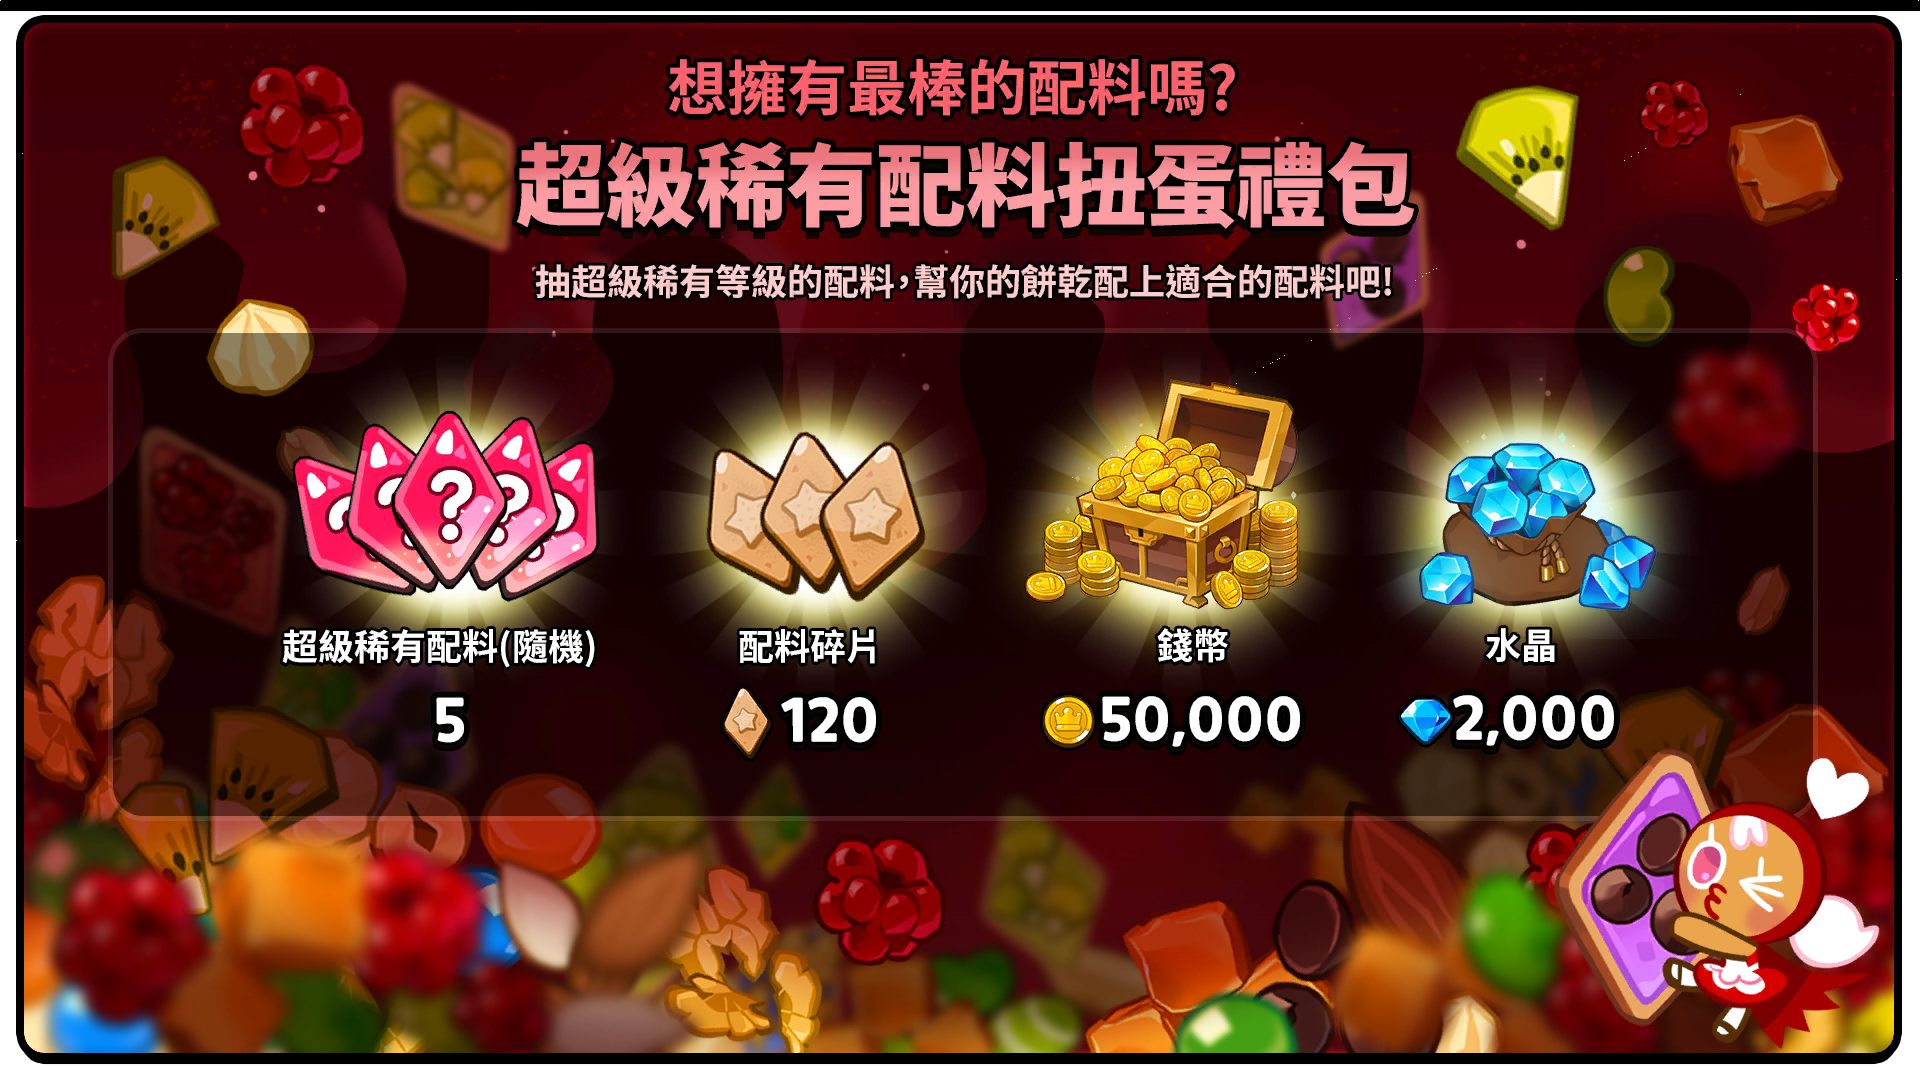 想擁有最棒的配料嗎?
超級稀有配料扭蛋禮包
抽超級稀有等級的配料,幫你的餅乾配上適合的配料吧!
? ? ? ? ?
超級稀有配料(隨機)
5
配料碎片
120
錢幣
50,000
水晶
2,000